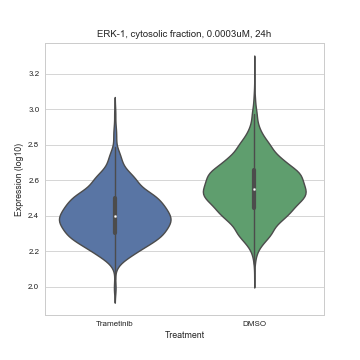 ERK-1, cytosolic fraction, 0.0003uM, 24h
Expression (log10)
3.2
3.0
2.8
2.6
2.4
2.2
2.0
Trametinib DMSO
Treatment